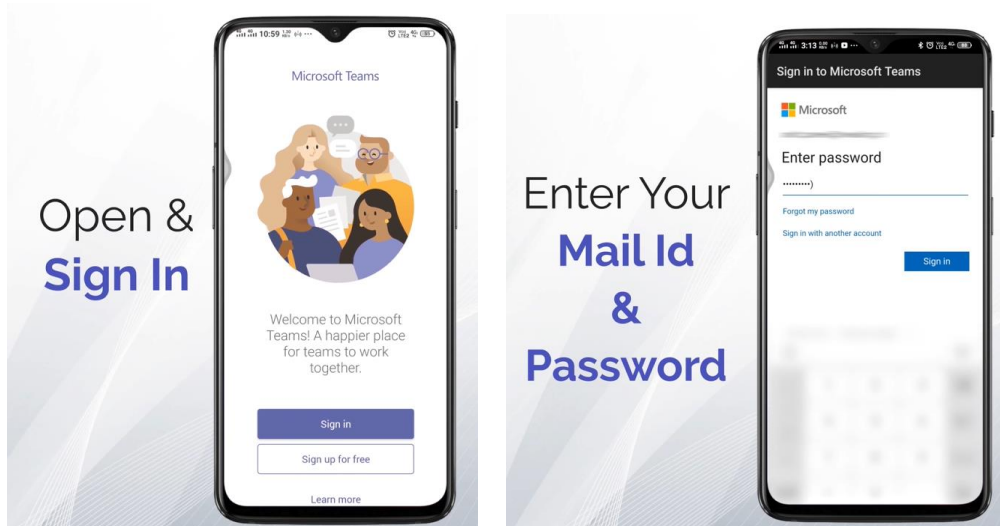 Open &
Sign In
10:59
Microsoft Teams
Welcome to Microsoft
Teams! A happier place
for teams to work
together.
Sign in
Sign up for free
Learn more
Enter Your
Mail Id
&
Password
3:13
Sign in to Microsoft Teams
Microsoft
Enter password
•••••••••)
Forgot my password
Sign in with another account
Sign in